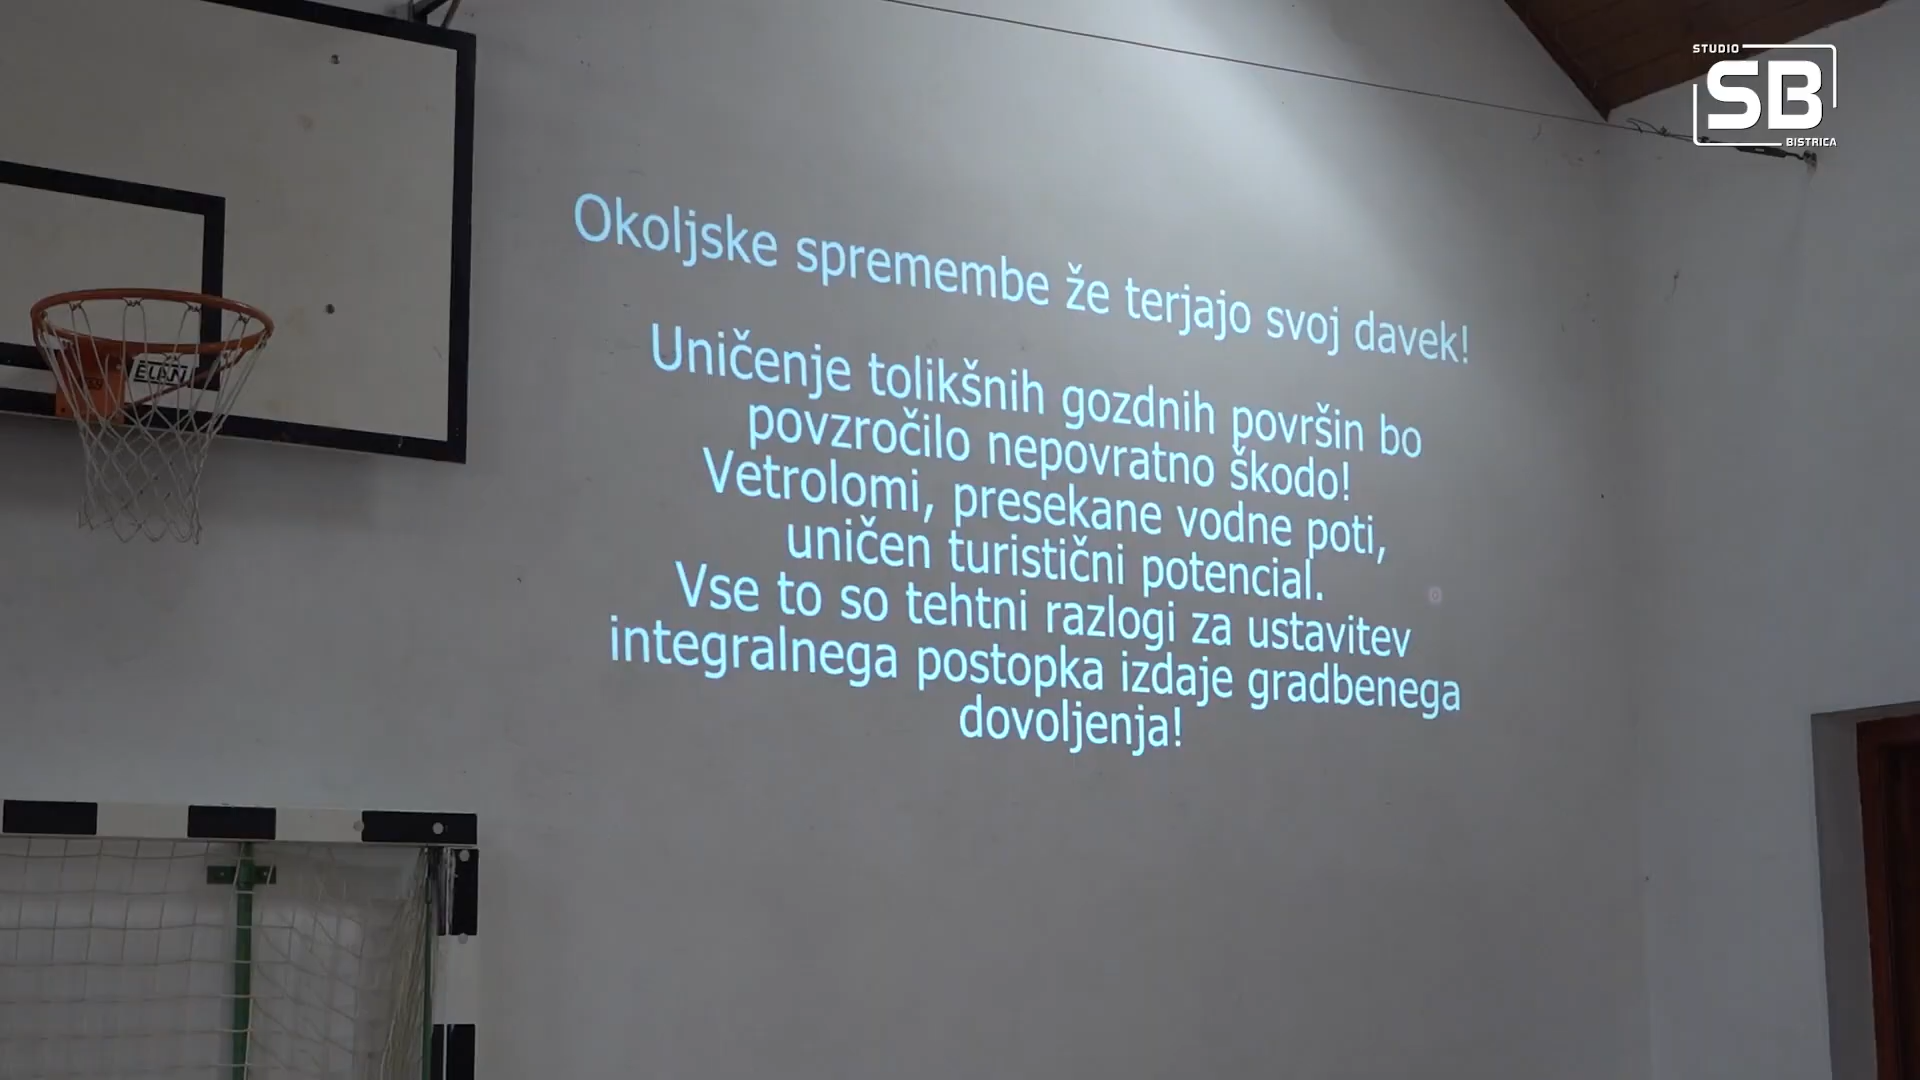 STUDIO
SB
BISTRICA
Okoljske spremembe že terjajo svoj davek!
Uničenje tolikšnih gozdnih površin bo
povzročilo nepovratno škodo!
Vetrolomi, presekane vodne poti,
uničen turistični potencial.
Vse to so tehtni razlogi za ustavitev
integralnega postopka izdaje gradbenega
dovoljenja!
ELAN